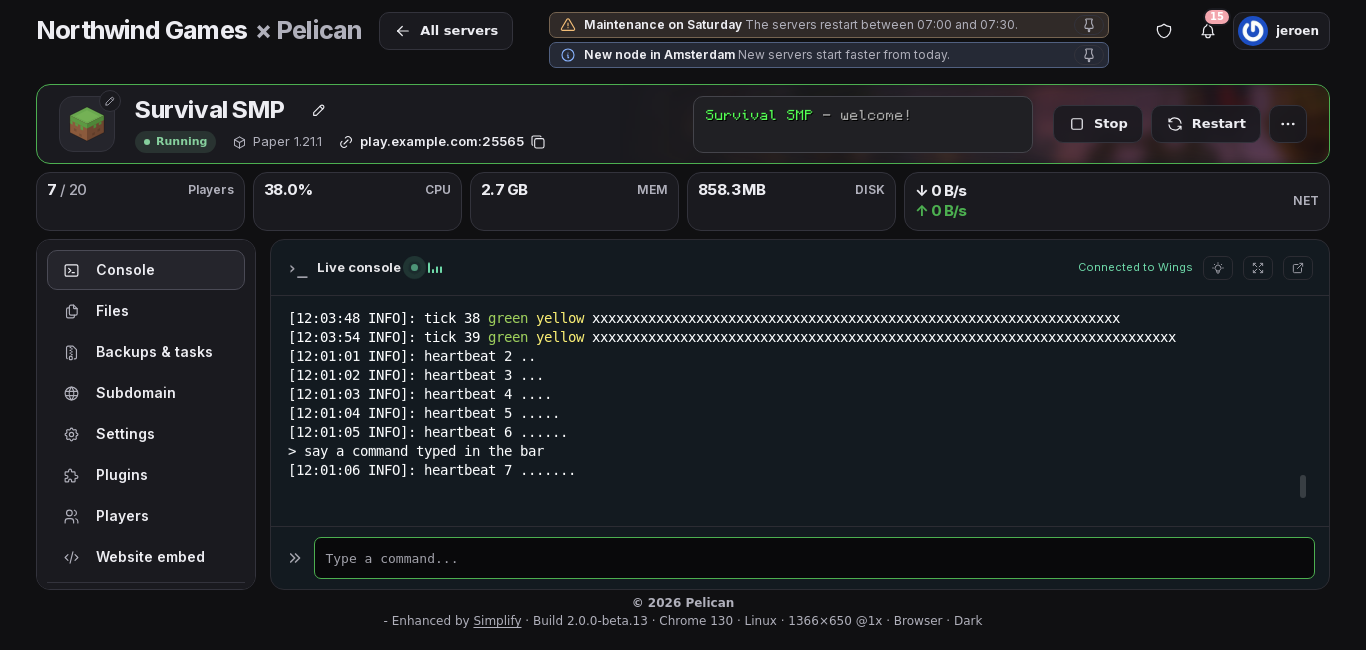 Northwind Games × Pelican
All servers
Maintenance on Saturday The servers restart between 07:00 and 07:30.
New node in Amsterdam New servers start faster from today.
15
jeroen
Survival SMP
Running
Paper 1.21.1
play.example.com:25565
Survival SMP - welcome!
Stop
Restart
7 / 20
Players
38.0%
CPU
2.7 GB
MEM
858.3 MB
DISK
↓ 0 B/s
↑ 0 B/s
NET
Console
Files
Backups & tasks
Subdomain
Settings
Plugins
Players
Website embed
Live console
Connected to Wings
[12:03:48 INFO]: tick 38 green yellow xxxxxxxxxxxxxxxxxxxxxxxxxxxxxxxxxxxxxxxxxxxxxxxxxxxxxxxxxxxxxxxxxx
[12:03:54 INFO]: tick 39 green yellow xxxxxxxxxxxxxxxxxxxxxxxxxxxxxxxxxxxxxxxxxxxxxxxxxxxxxxxxxxxxxxxxxxxxxxxxx
[12:01:01 INFO]: heartbeat 2 ..
[12:01:02 INFO]: heartbeat 3 ...
[12:01:03 INFO]: heartbeat 4 ....
[12:01:04 INFO]: heartbeat 5 .....
[12:01:05 INFO]: heartbeat 6 ......
> say a command typed in the bar
[12:01:06 INFO]: heartbeat 7 .......
Type a command...
© 2026 Pelican
- Enhanced by Simplify · Build 2.0.0-beta.13 · Chrome 130 · Linux · 1366×650 @1x · Browser · Dark